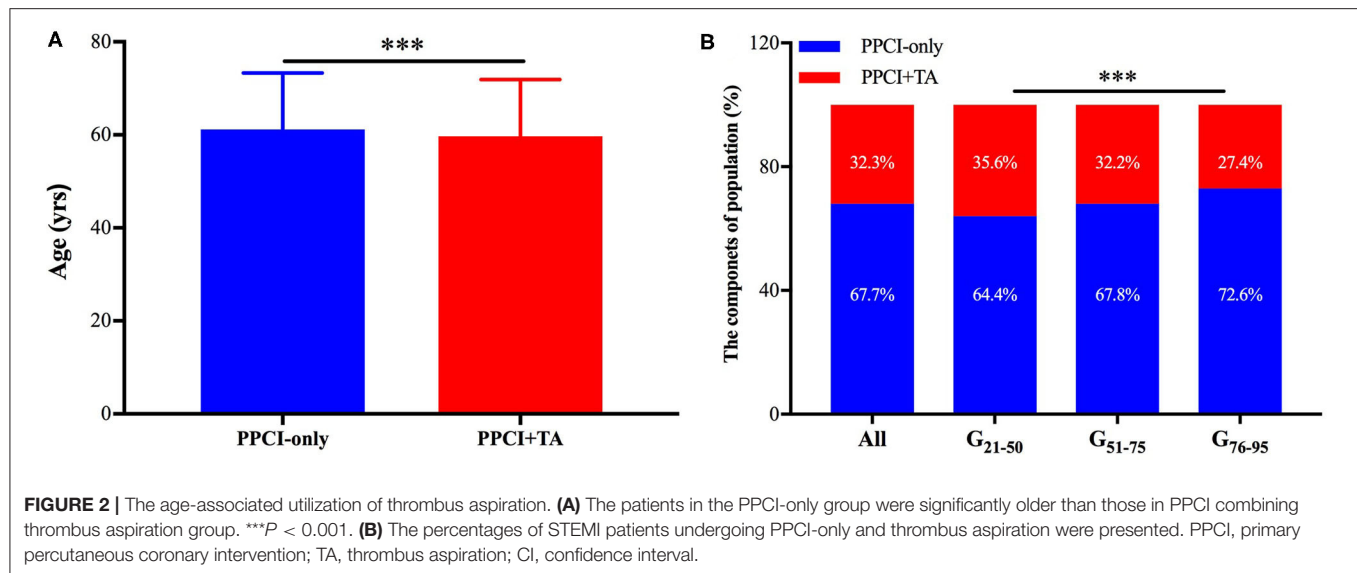 A
80
60
40
20
0
Age (yrs)
***
PPCI-only
PPCI+TA
B
PPCI-only
PPCI+TA
***
The componets of population (%)
120
80
40
0
32.3%
35.6%
32.2%
27.4%
67.7%
64.4%
67.8%
72.6%
All
G21-50
G51-75
G76-95
FIGURE 2 | The age-associated utilization of thrombus aspiration. (A) The patients in the PPCI-only group were significantly older than those in PPCI combining
thrombus aspiration group. ***P < 0.001. (B) The percentages of STEMI patients undergoing PPCI-only and thrombus aspiration were presented. PPCI, primary
percutaneous coronary intervention; TA, thrombus aspiration; CI, confidence interval.